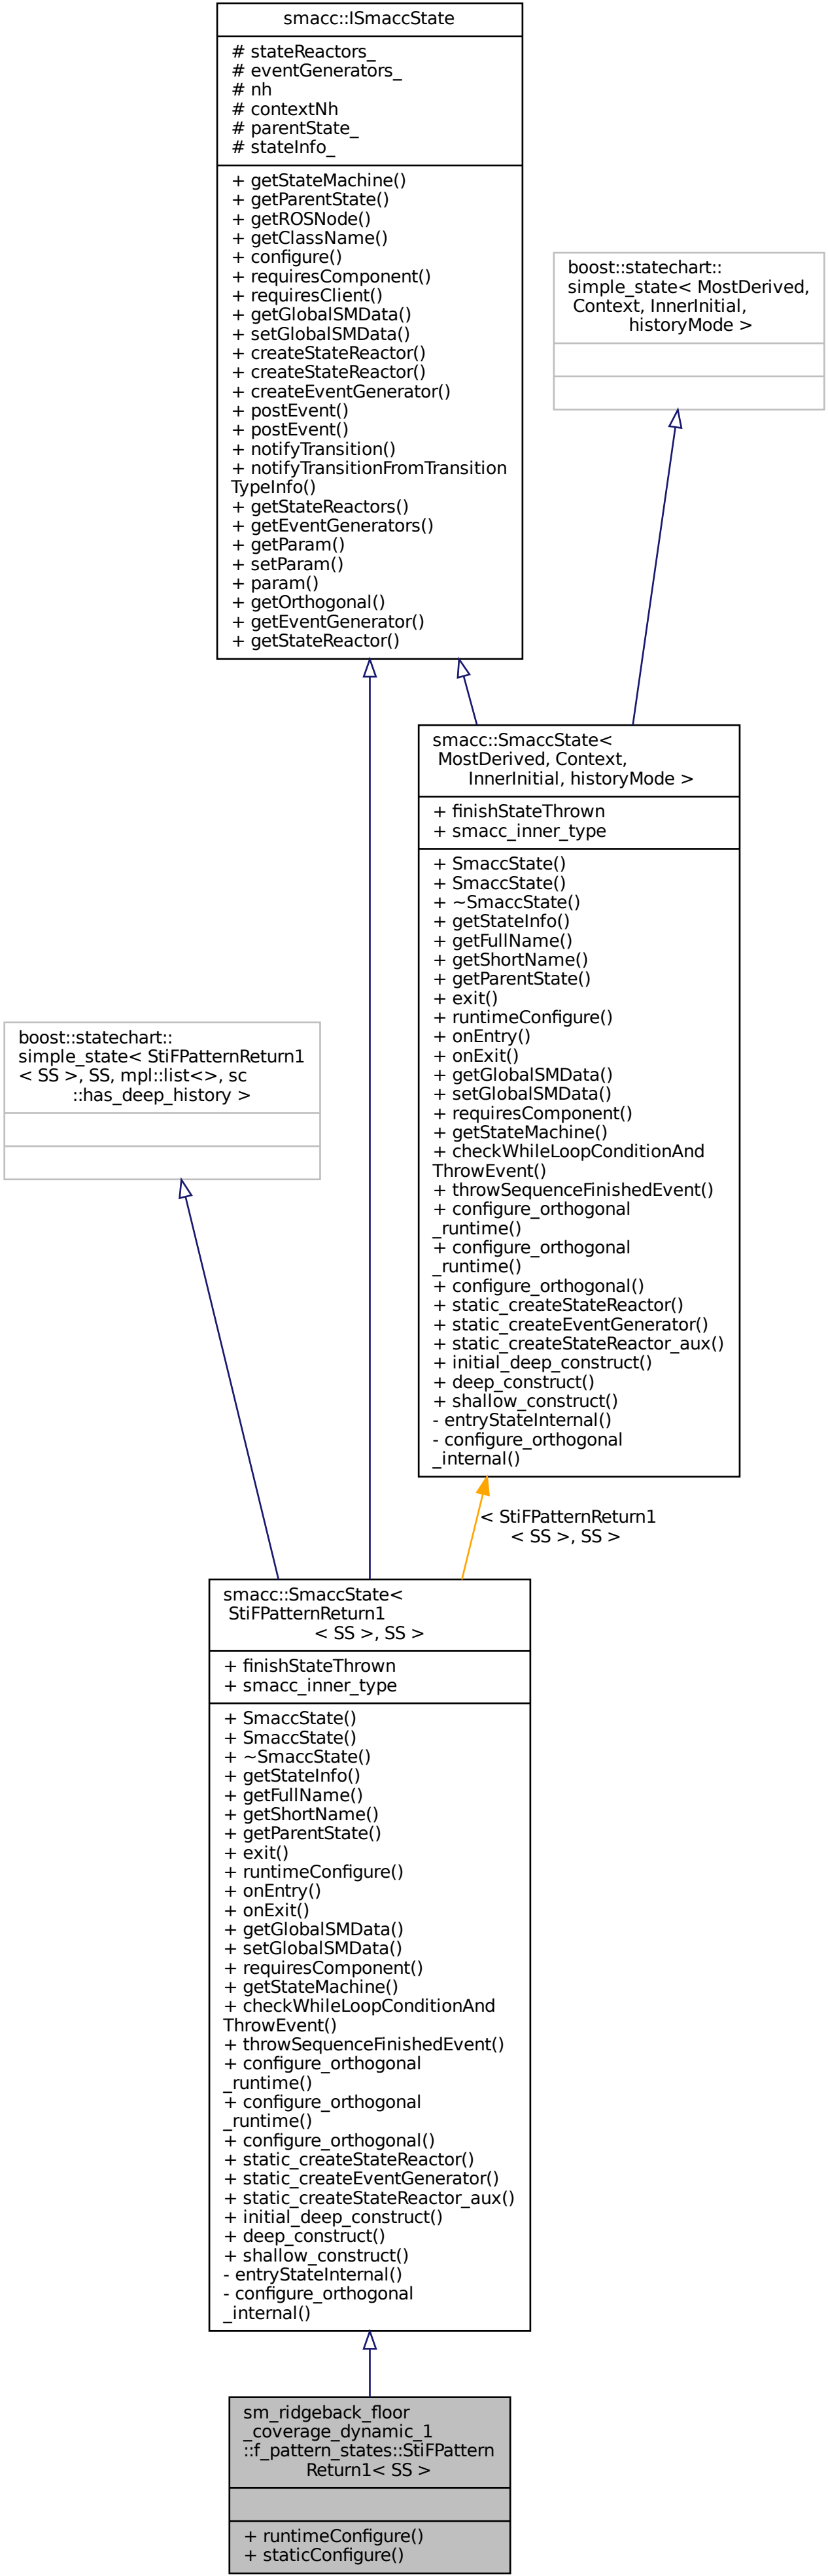 smacc::ISmaccState
# stateReactors_
# eventGenerators_
# nh
# contextNh
# parentState_
# stateInfo_
+ getStateMachine()
+ getParentState()
+ getROSNode()
+ getClassName()
+ configure()
+ requiresComponent()
+ requiresClient()
+ getGlobalSMData()
+ setGlobalSMData()
+ createStateReactor()
+ createStateReactor()
+ createEventGenerator()
+ postEvent()
+ postEvent()
+ notifyTransition()
+ notifyTransitionFromTransition
TypeInfo()
+ getStateReactors()
+ getEventGenerators()
+ getParam()
+ setParam()
+ param()
+ getOrthogonal()
+ getEventGenerator()
+ getStateReactor()
boost::statechart::
simple_state< MostDerived,
Context, InnerInitial,
historyMode >
smacc::SmaccState<
MostDerived, Context,
InnerInitial, historyMode >
+ finishStateThrown
+ smacc_inner_type
+ SmaccState()
+ SmaccState()
+ ~SmaccState()
+ getStateInfo()
+ getFullName()
+ getShortName()
+ getParentState()
+ exit()
+ runtimeConfigure()
+ onEntry()
+ onExit()
+ getGlobalSMData()
+ setGlobalSMData()
+ requiresComponent()
+ getStateMachine()
+ checkWhileLoopConditionAnd
ThrowEvent()
+ throwSequenceFinishedEvent()
+ configure_orthogonal
_runtime()
+ configure_orthogonal
_runtime()
+ configure_orthogonal()
+ static_createStateReactor()
+ static_createEventGenerator()
+ static_createStateReactor_aux()
+ initial_deep_construct()
+ deep_construct()
+ shallow_construct()
- entryStateInternal()
- configure_orthogonal
_internal()
boost::statechart::
simple_state< StiFPatternReturn1
< SS >, SS, mpl::list<>, sc
::has_deep_history >
< StiFPatternReturn1
< SS >, SS >
smacc::SmaccState<
StiFPatternReturn1
< SS >, SS >
+ finishStateThrown
+ smacc_inner_type
+ SmaccState()
+ SmaccState()
+ ~SmaccState()
+ getStateInfo()
+ getFullName()
+ getShortName()
+ getParentState()
+ exit()
+ runtimeConfigure()
+ onEntry()
+ onExit()
+ getGlobalSMData()
+ setGlobalSMData()
+ requiresComponent()
+ getStateMachine()
+ checkWhileLoopConditionAnd
ThrowEvent()
+ throwSequenceFinishedEvent()
+ configure_orthogonal
_runtime()
+ configure_orthogonal
_runtime()
+ configure_orthogonal()
+ static_createStateReactor()
+ static_createEventGenerator()
+ static_createStateReactor_aux()
+ initial_deep_construct()
+ deep_construct()
+ shallow_construct()
- entryStateInternal()
- configure_orthogonal
_internal()
sm_ridgeback_floor
_coverage_dynamic_1
::f_pattern_states::StiFPattern
Return1< SS >
+ runtimeConfigure()
+ staticConfigure()